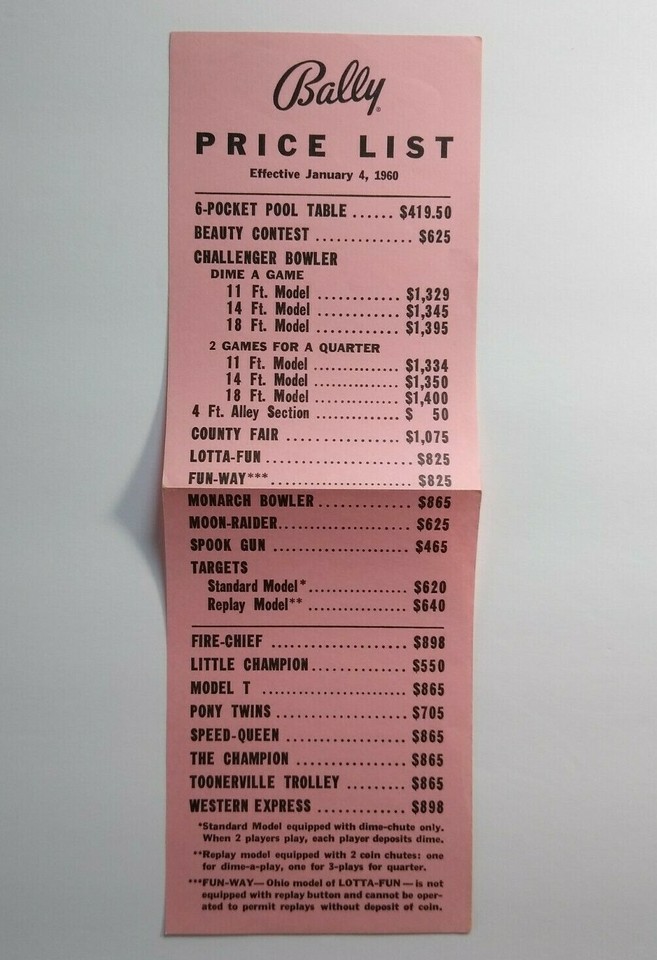 Bally
PRICE LIST
Effective January 4, 1960
6-POCKET POOL TABLE ...... $419.50
BEAUTY CONTEST ............. $625
CHALLENGER BOWLER
DIME A GAME
11 Ft. Model ............ $1,329
14 Ft. Model ............ $1,345
18 Ft. Model ............ $1,395
2 GAMES FOR A QUARTER
11 Ft. Model ............ $1,334
14 Ft. Model ............ $1,350
18 Ft. Model ............ $1,400
4 Ft. Alley Section ............ $ 50
COUNTY FAIR ................ $1,075
LOTTA-FUN .................... $825
FUN-WAY*** ................... $825
MONARCH BOWLER ............. $865
MOON-RAIDER.................. $625
SPOOK GUN ................... $465
TARGETS
Standard Model* .............. $620
Replay Model** .............. $640
FIRE-CHIEF .................. $898
LITTLE CHAMPION............. $550
MODEL T .................... $865
PONY TWINS .................. $705
SPEED-QUEEN ................ $865
THE CHAMPION ............... $865
TOONERVILLE TROLLEY ......... $865
WESTERN EXPRESS ............ $898
*Standard Model equipped with dime-chute only.
When 2 players play, each player deposits dime.
**Replay model equipped with 2 coin chutes: one
for dime-a-play, one for 3-plays for quarter.
***FUN-WAY—Ohio model of LOTTA-FUN—is not
equipped with replay button and cannot be oper-
ated to permit replays without deposit of coin.